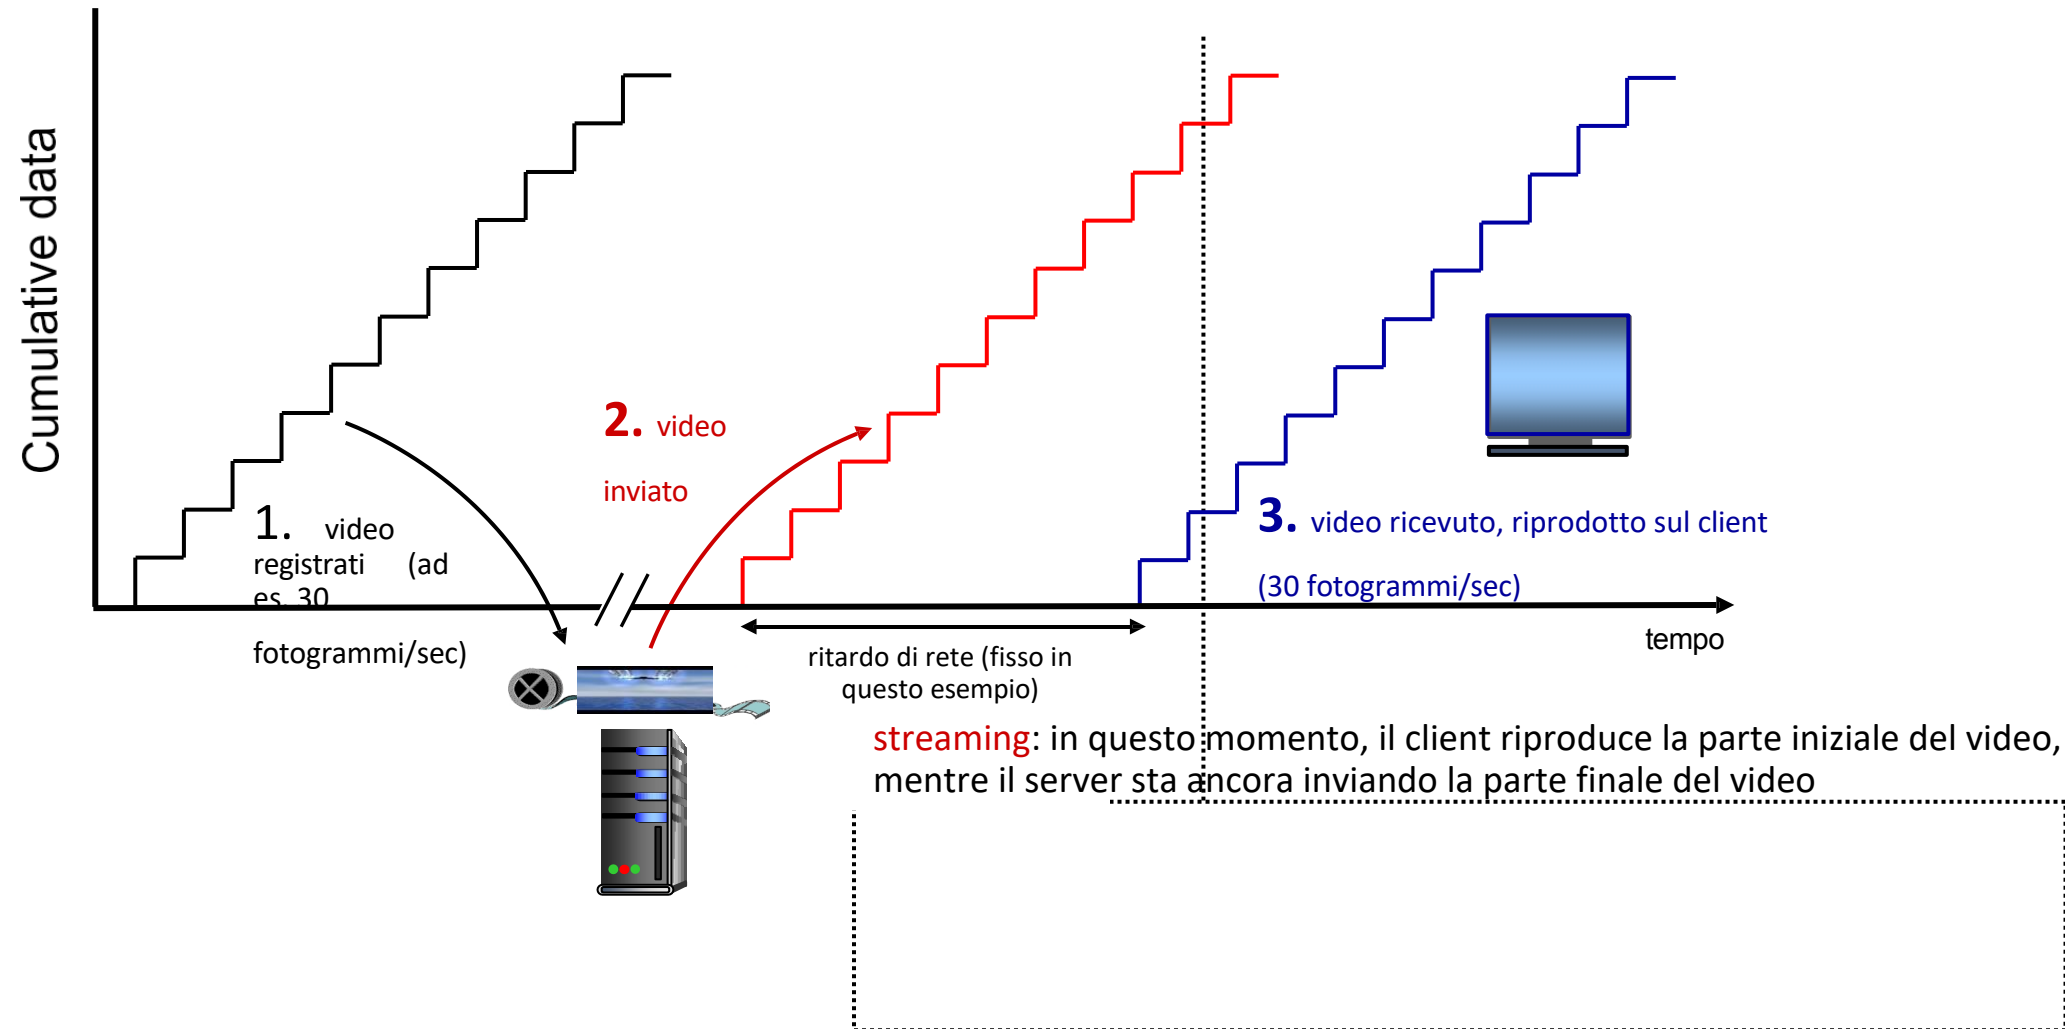 Cumulative data
1. video
registrati (ad
es. 30
fotogrammi/sec)
2. video
inviato
3. video ricevuto, riprodotto sul client
(30 fotogrammi/sec)
tempo
ritardo di rete (fisso in
questo esempio)
streaming: in questo momento, il client riproduce la parte iniziale del video,
mentre il server sta ancora inviando la parte finale del video